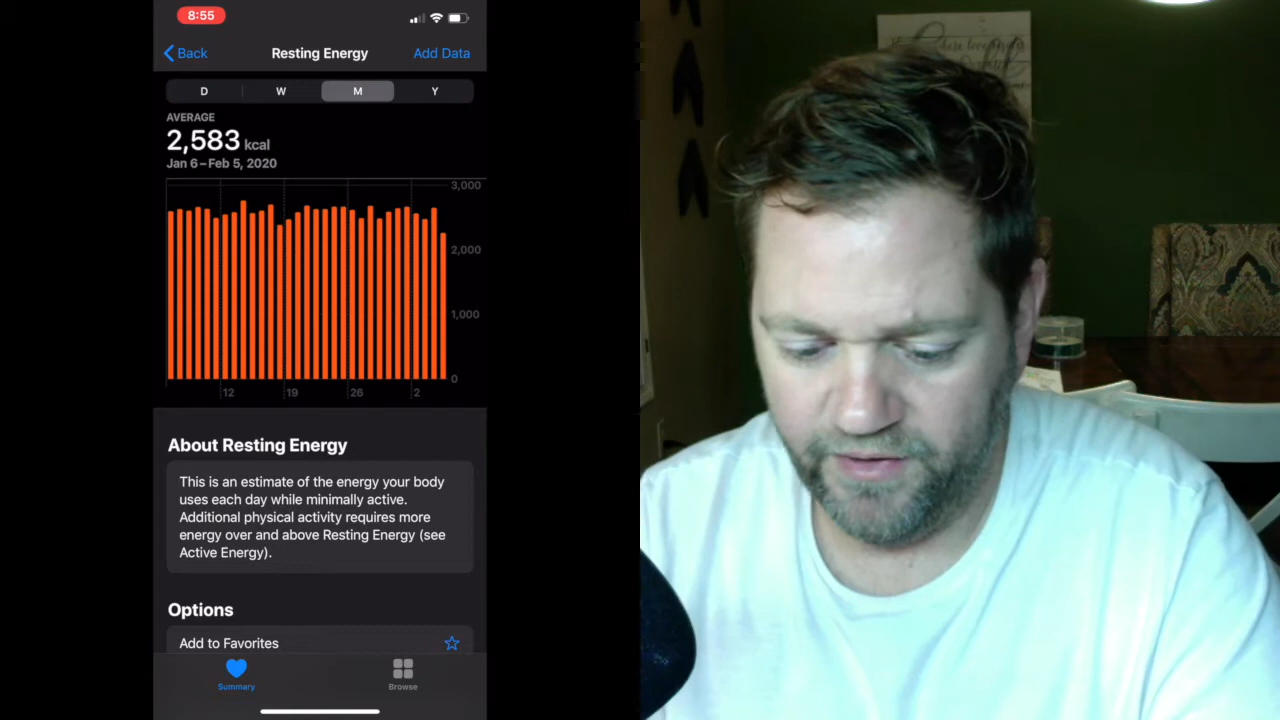 8:55
Back
Resting Energy
Add Data
D
W
M
Y
AVERAGE
2,583 kcal
Jan 6 – Feb 5, 2020
3,000
2,000
1,000
0
12
19
26
2
About Resting Energy
This is an estimate of the energy your body
uses each day while minimally active.
Additional physical activity requires more
energy over and above Resting Energy (see
Active Energy).
Options
Add to Favorites
Summary
Browse